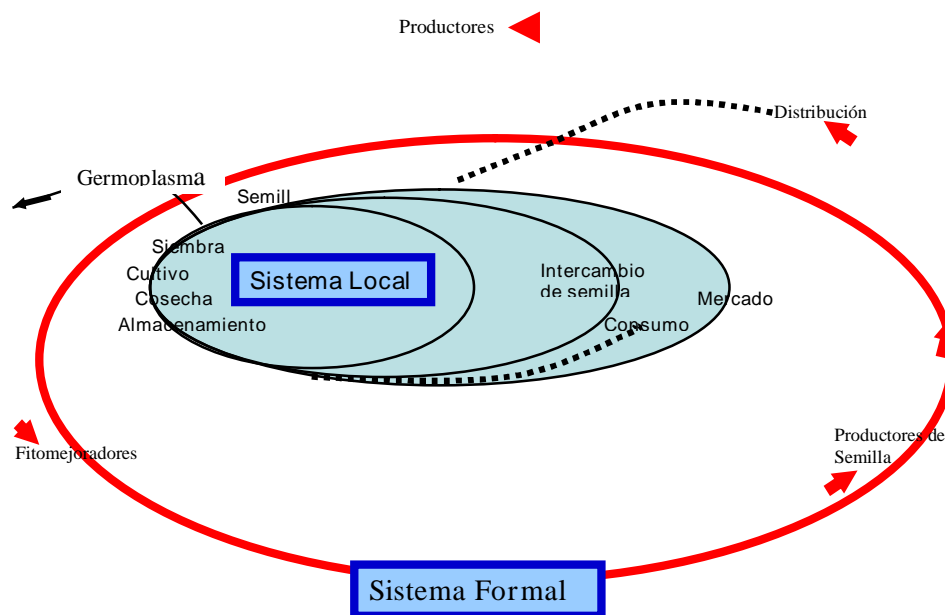 Productores
Distribución
Germoplasma
Semill
Siembra
Cultivo
Cosecha
Almacenamiento
Sistema Local
Intercambio
de semilla
Mercado
Consumo
Fitomejoradores
Productores de
Semilla
Sistema Formal